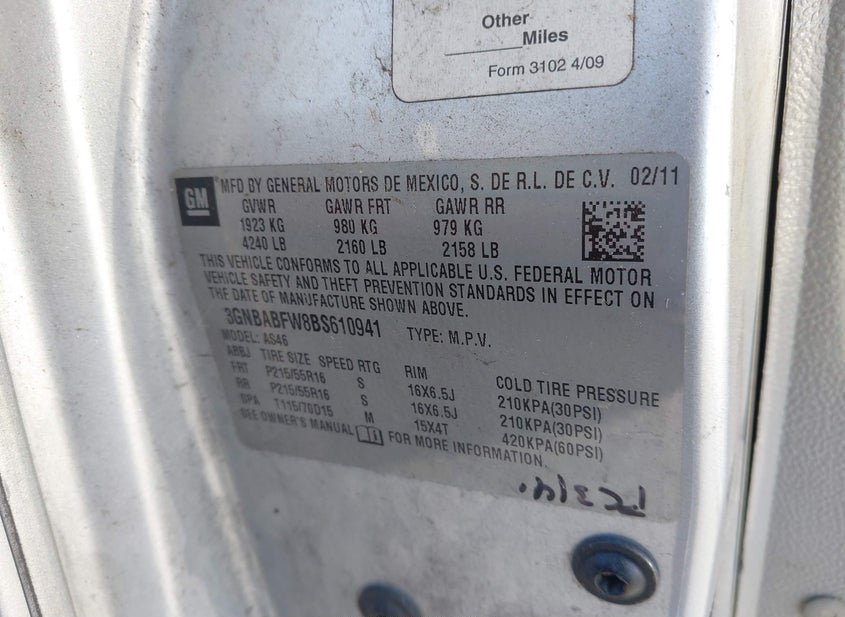 Other
______Miles
Form 3102 4/09
GM
MFD BY GENERAL MOTORS DE MEXICO, S. DE R.L. DE C.V. 02/11
GVWR GAWR FRT GAWR RR
1923 KG 980 KG 979 KG
4240 LB 2160 LB 2158 LB
THIS VEHICLE CONFORMS TO ALL APPLICABLE U.S. FEDERAL MOTOR
VEHICLE SAFETY AND THEFT PREVENTION STANDARDS IN EFFECT ON
THE DATE OF MANUFACTURE SHOWN ABOVE.
3GNBABFW8BS610941 TYPE: M.P.V.
MODEL: AS46
ABBJ TIRE SIZE SPEED RTG RIM COLD TIRE PRESSURE
FRT P215/55R16 S 16X6.5J 210KPA(30PSI)
RR P215/55R16 S 16X6.5J 210KPA(30PSI)
SPA T115/70D15 M 15X4T 420KPA(60PSI)
SEE OWNER'S MANUAL FOR MORE INFORMATION.